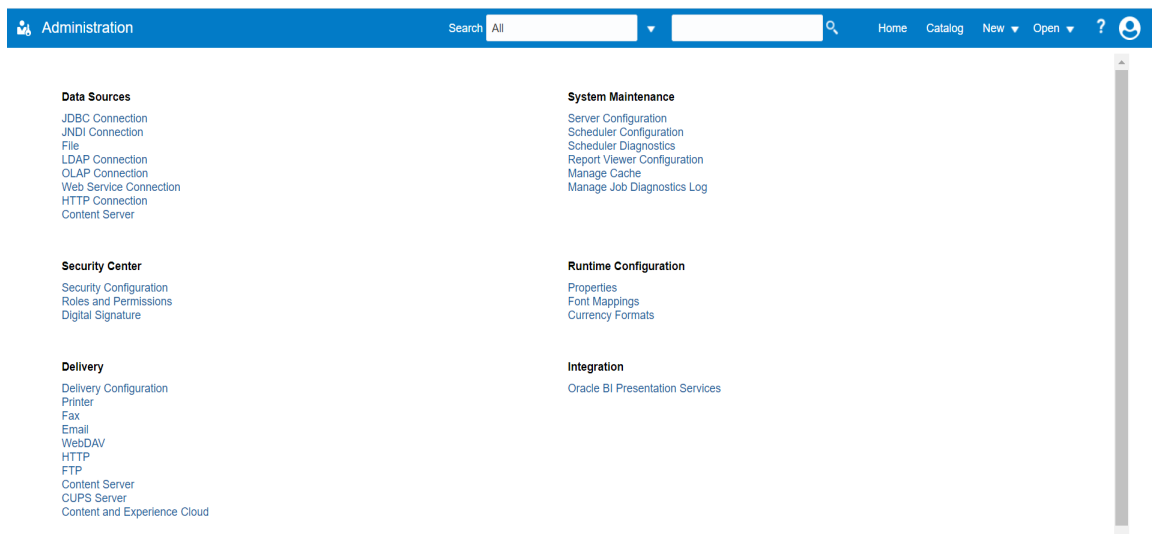 Administration
Search All
Home Catalog New Open ?
Data Sources
JDBC Connection
JNDI Connection
File
LDAP Connection
OLAP Connection
Web Service Connection
HTTP Connection
Content Server
System Maintenance
Server Configuration
Scheduler Configuration
Scheduler Diagnostics
Report Viewer Configuration
Manage Cache
Manage Job Diagnostics Log
Security Center
Security Configuration
Roles and Permissions
Digital Signature
Runtime Configuration
Properties
Font Mappings
Currency Formats
Delivery
Delivery Configuration
Printer
Fax
Email
WebDAV
HTTP
FTP
Content Server
CUPS Server
Content and Experience Cloud
Integration
Oracle BI Presentation Services